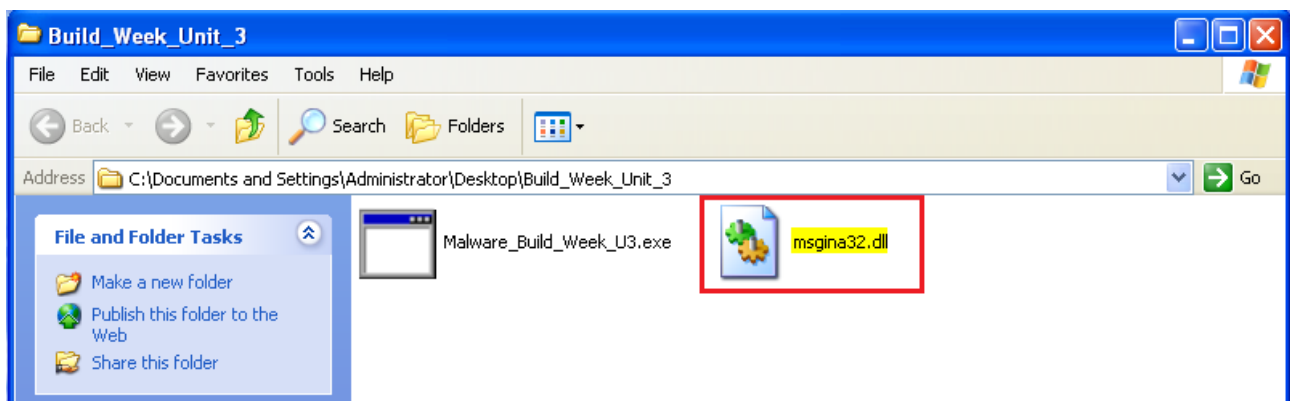 Build_Week_Unit_3
File Edit View Favorites Tools Help
Back Search Folders
Address C:\Documents and Settings\Administrator\Desktop\Build_Week_Unit_3 Go
File and Folder Tasks
Make a new folder
Publish this folder to the
Web
Share this folder
Malware_Build_Week_U3.exe
msgina32.dll